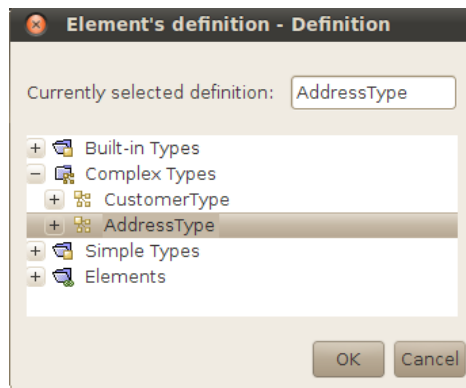 Element's definition - Definition
Currently selected definition: AddressType
Built-in Types
Complex Types
CustomerType
AddressType
Simple Types
Elements
OK Cancel